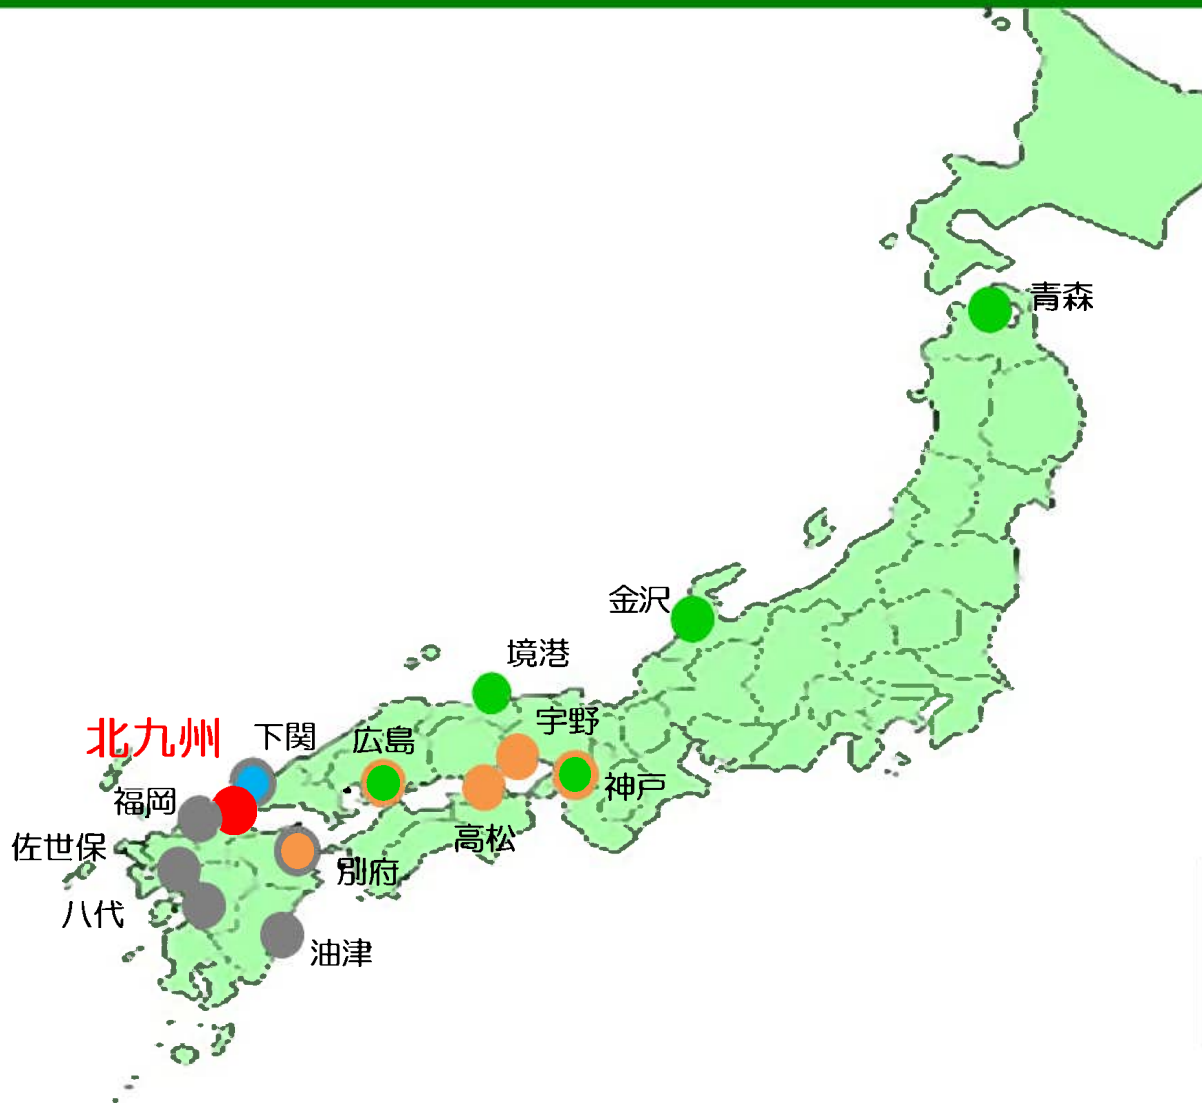 青森
金沢
境港
宇野
北九州
下関
広島
神戸
福岡
高松
佐世保
別府
八代
油津